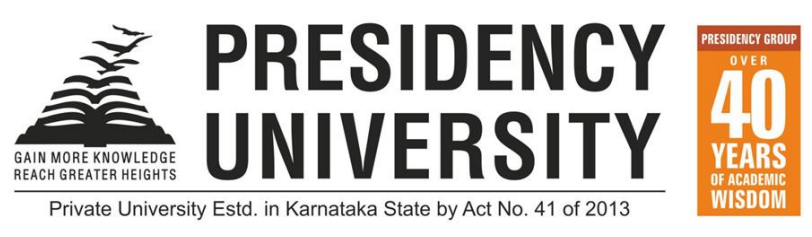 GAIN MORE KNOWLEDGE
REACH GREATER HEIGHTS
PRESIDENCY
UNIVERSITY
Private University Estd. in Karnataka State by Act No. 41 of 2013
PRESIDENCY GROUP
OVER
40
YEARS
OF ACADEMIC
WISDOM